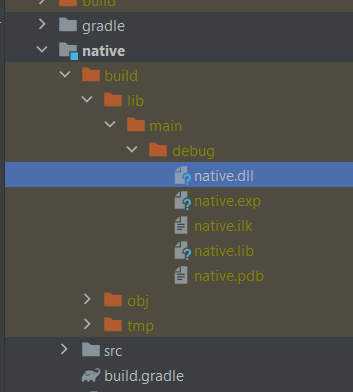 build
gradle
native
build
lib
main
debug
native.dll
native.exp
native.ilk
native.lib
native.pdb
obj
tmp
src
build.gradle